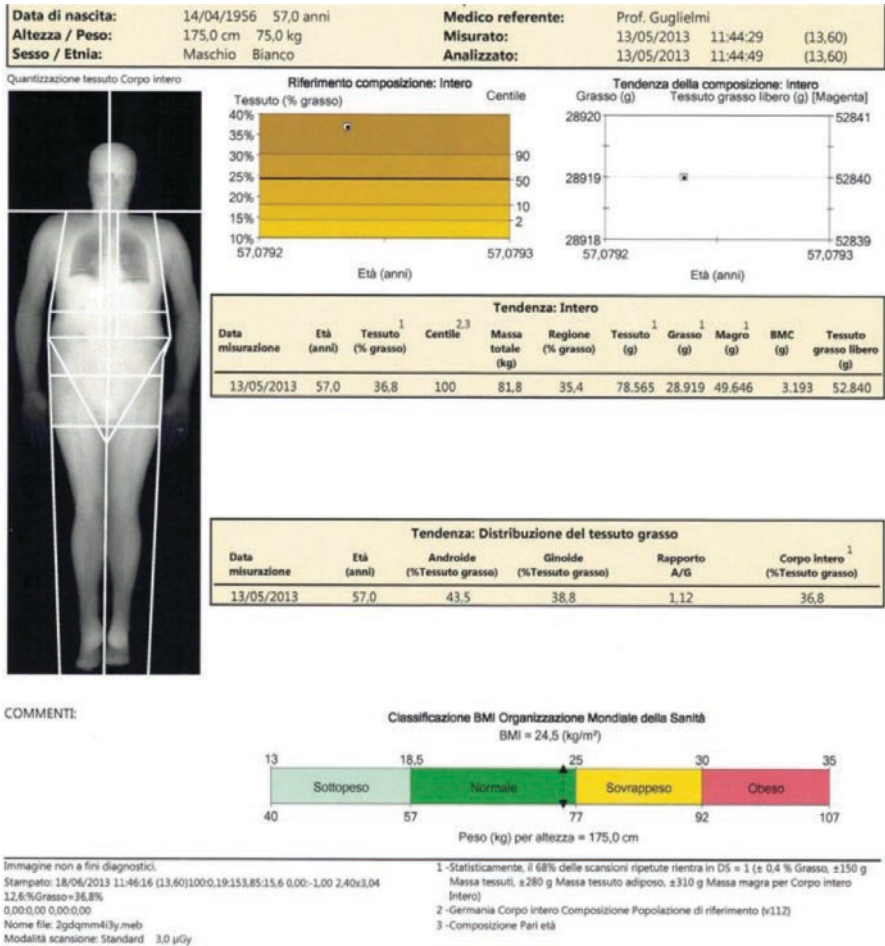 Data di nascita: 14/04/1956 57,0 anni Medico referente: Prof. Guglielmi
Altezza / Peso: 175,0 cm 75,0 kg Misurato: 13/05/2013 11:44:29 (13,60)
Sesso / Etnia: Maschio Bianco Analizzato: 13/05/2013 11:44:49 (13,60)
Quantizzazione tessuto Corpo intero
Riferimento composizione: Intero
Tessuto (% grasso) Centile
40%
35%
30% 90
25% 50
20%
15% 10
10% 2
57,0792 57,0793
Età (anni)
Tendenza della composizione: Intero
Grasso (g) Tessuto grasso libero (g) [Magenta]
28920 52841
28919 52840
28918 52839
57,0792 57,0793
Età (anni)
Tendenza: Intero
Data misurazione Età (anni) Tessuto 1 (% grasso) Centile 2,3 Massa totale (kg) Regione (% grasso) Tessuto 1 (g) Grasso 1 (g) Magro 1 (g) BMC (g) Tessuto grasso libero (g)
13/05/2013 57,0 36,8 100 81,8 35,4 78.565 28.919 49.646 3.193 52.840
Tendenza: Distribuzione del tessuto grasso
Data misurazione Età (anni) Androide (%Tessuto grasso) Ginoide (%Tessuto grasso) Rapporto A/G Corpo intero 1 (%Tessuto grasso)
13/05/2013 57,0 43,5 38,8 1,12 36,8
COMMENTI:
Classificazione BMI Organizzazione Mondiale della Sanità
BMI = 24,5 (kg/m²)
13 18,5 25 30 35
Sottopeso Normale Sovrappeso Obeso
40 57 77 92 107
Peso (kg) per altezza = 175,0 cm
Immagine non a fini diagnostici.
Stampato: 18/06/2013 11:46:16 (13,60)100:0,19:153,85:15,6 0,00:-1,00 2,40x3,04
12,6:%Grasso=36,8%
0,00:0,00 0,00:0,00
Nome file: 2gdqmm4i3y.meb
Modalità scansione: Standard 3,0 µGy
1 -Statisticamente, il 68% delle scansioni ripetute rientra in DS = 1 (± 0,4 % Grasso, ±150 g
Massa tessuti, ±280 g Massa tessuto adiposo, ±310 g Massa magra per Corpo intero
Intero)
2 -Germania Corpo intero Composizione Popolazione di riferimento (v112)
3 -Composizione Pari età